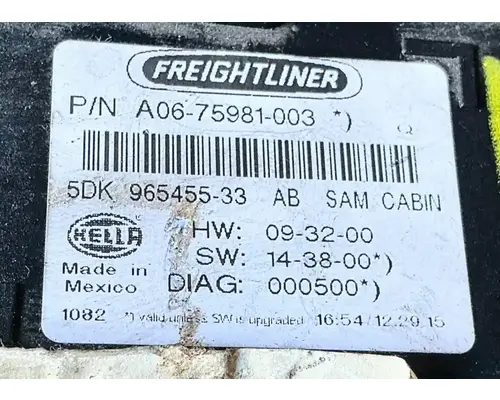 FREIGHTLINER
P/N A06-75981-003 *)
5DK 965455-33 AB SAM CABIN
HELLA HW: 09-32-00
SW: 14-38-00*)
Made in
Mexico DIAG: 000500*)
1082 *) valid unless SW is upgraded 16:54/12.29.15